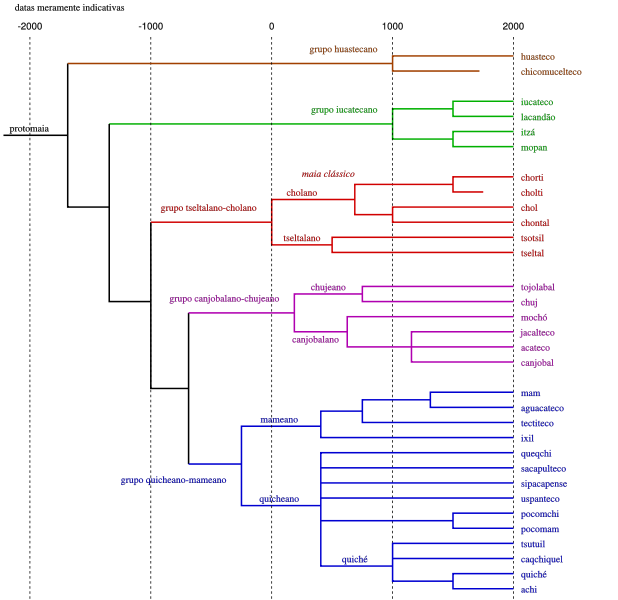 datas meramente indicativas
-2000 -1000 0 1000 2000
grupo huastecano
huasteco
chicomucelteco
iucateco
grupo iucatecano
lacandão
protomaia
itzá
mopan
maia clássico
chorti
cholano
cholti
grupo tseltalano-cholano
chol
chontal
tseltalano
tsotsil
tseltal
chujeano
tojolabal
grupo canjobalano-chujeano
chuj
mochó
canjobalano
jacalteco
acateco
canjobal
mam
aguacateco
mameano
tectiteco
ixil
queqchi
sacapulteco
grupo quicheano-mameano
sipacapense
quicheano
uspanteco
pocomchi
pocomam
tsutuil
quiché
caqchiquel
quiché
achi